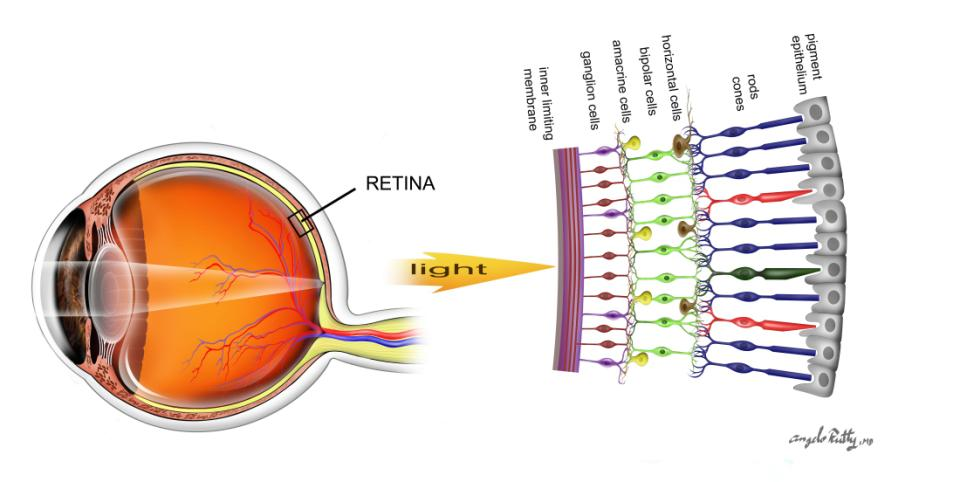 RETINA
light
inner limiting
membrane
ganglion cells
amacrine cells
bipolar cells
horizontal cells
rods
cones
pigment
epithelium